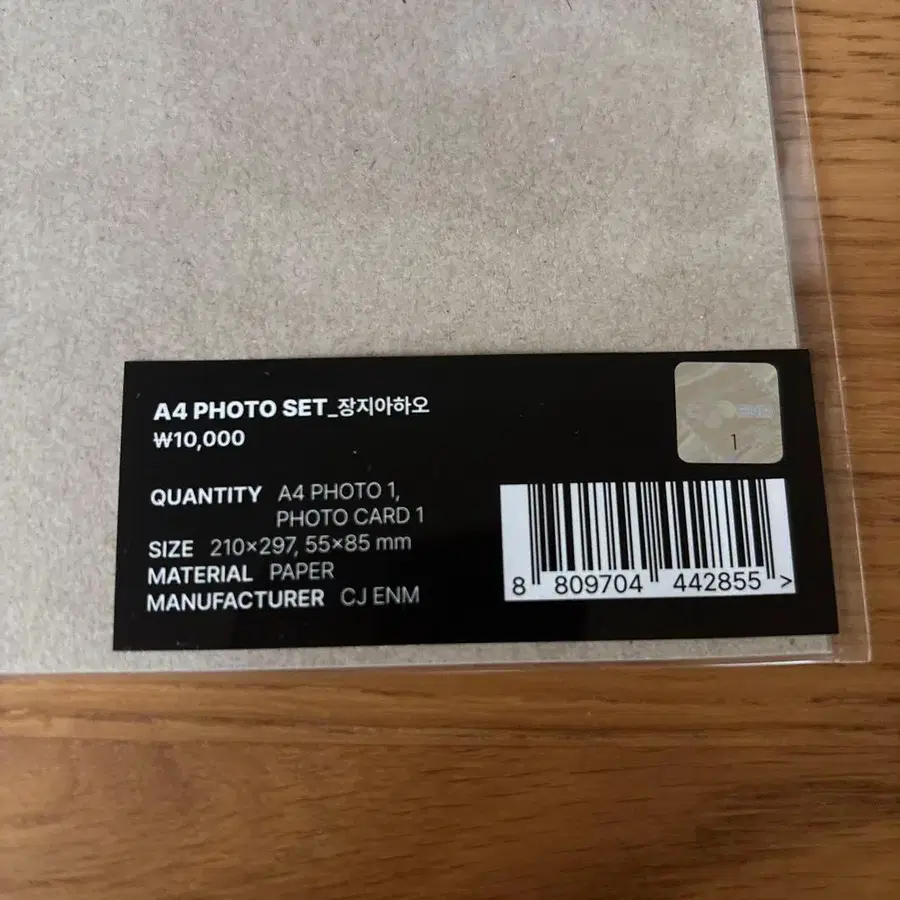 A4 PHOTO SET_장지아하오
₩10,000
QUANTITY A4 PHOTO 1,
PHOTO CARD 1
SIZE 210×297, 55×85 mm
MATERIAL PAPER
MANUFACTURER CJ ENM
1
8 809704 442855 >